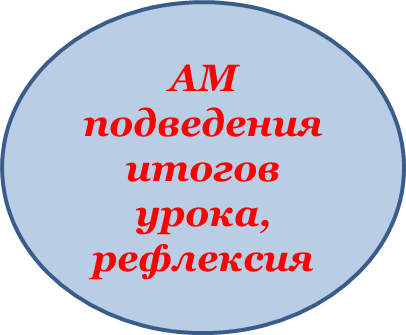 АМ
подведения
итогов
урока,
рефлексия